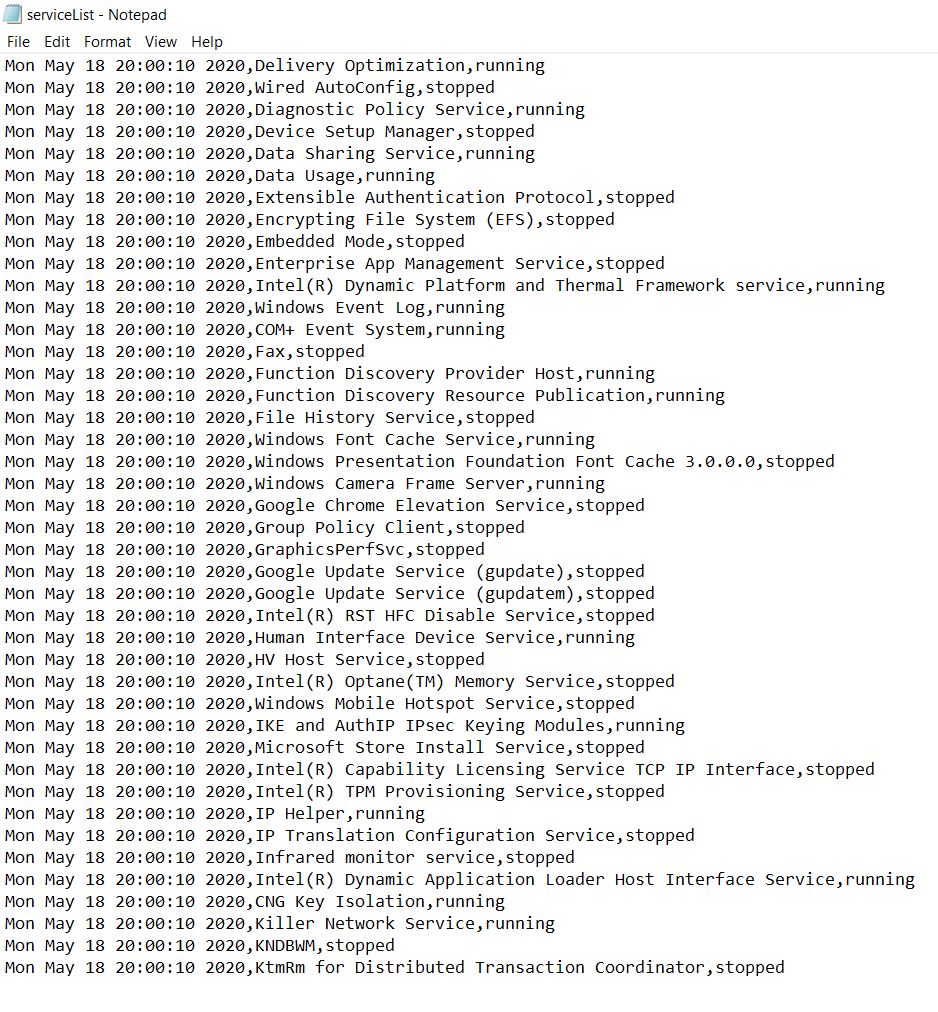 serviceList - Notepad
File Edit Format View Help
Mon May 18 20:00:10 2020,Delivery Optimization,running
Mon May 18 20:00:10 2020,Wired AutoConfig,stopped
Mon May 18 20:00:10 2020,Diagnostic Policy Service,running
Mon May 18 20:00:10 2020,Device Setup Manager,stopped
Mon May 18 20:00:10 2020,Data Sharing Service,running
Mon May 18 20:00:10 2020,Data Usage,running
Mon May 18 20:00:10 2020,Extensible Authentication Protocol,stopped
Mon May 18 20:00:10 2020,Encrypting File System (EFS),stopped
Mon May 18 20:00:10 2020,Embedded Mode,stopped
Mon May 18 20:00:10 2020,Enterprise App Management Service,stopped
Mon May 18 20:00:10 2020,Intel(R) Dynamic Platform and Thermal Framework service,running
Mon May 18 20:00:10 2020,Windows Event Log,running
Mon May 18 20:00:10 2020,COM+ Event System,running
Mon May 18 20:00:10 2020,Fax,stopped
Mon May 18 20:00:10 2020,Function Discovery Provider Host,running
Mon May 18 20:00:10 2020,Function Discovery Resource Publication,running
Mon May 18 20:00:10 2020,File History Service,stopped
Mon May 18 20:00:10 2020,Windows Font Cache Service,running
Mon May 18 20:00:10 2020,Windows Presentation Foundation Font Cache 3.0.0.0,stopped
Mon May 18 20:00:10 2020,Windows Camera Frame Server,running
Mon May 18 20:00:10 2020,Google Chrome Elevation Service,stopped
Mon May 18 20:00:10 2020,Group Policy Client,stopped
Mon May 18 20:00:10 2020,GraphicsPerfSvc,stopped
Mon May 18 20:00:10 2020,Google Update Service (gupdate),stopped
Mon May 18 20:00:10 2020,Google Update Service (gupdatem),stopped
Mon May 18 20:00:10 2020,Intel(R) RST HFC Disable Service,stopped
Mon May 18 20:00:10 2020,Human Interface Device Service,running
Mon May 18 20:00:10 2020,HV Host Service,stopped
Mon May 18 20:00:10 2020,Intel(R) Optane(TM) Memory Service,stopped
Mon May 18 20:00:10 2020,Windows Mobile Hotspot Service,stopped
Mon May 18 20:00:10 2020,IKE and AuthIP IPsec Keying Modules,running
Mon May 18 20:00:10 2020,Microsoft Store Install Service,stopped
Mon May 18 20:00:10 2020,Intel(R) Capability Licensing Service TCP IP Interface,stopped
Mon May 18 20:00:10 2020,Intel(R) TPM Provisioning Service,stopped
Mon May 18 20:00:10 2020,IP Helper,running
Mon May 18 20:00:10 2020,IP Translation Configuration Service,stopped
Mon May 18 20:00:10 2020,Infrared monitor service,stopped
Mon May 18 20:00:10 2020,Intel(R) Dynamic Application Loader Host Interface Service,running
Mon May 18 20:00:10 2020,CNG Key Isolation,running
Mon May 18 20:00:10 2020,Killer Network Service,running
Mon May 18 20:00:10 2020,KNDBWM,stopped
Mon May 18 20:00:10 2020,KtmRm for Distributed Transaction Coordinator,stopped